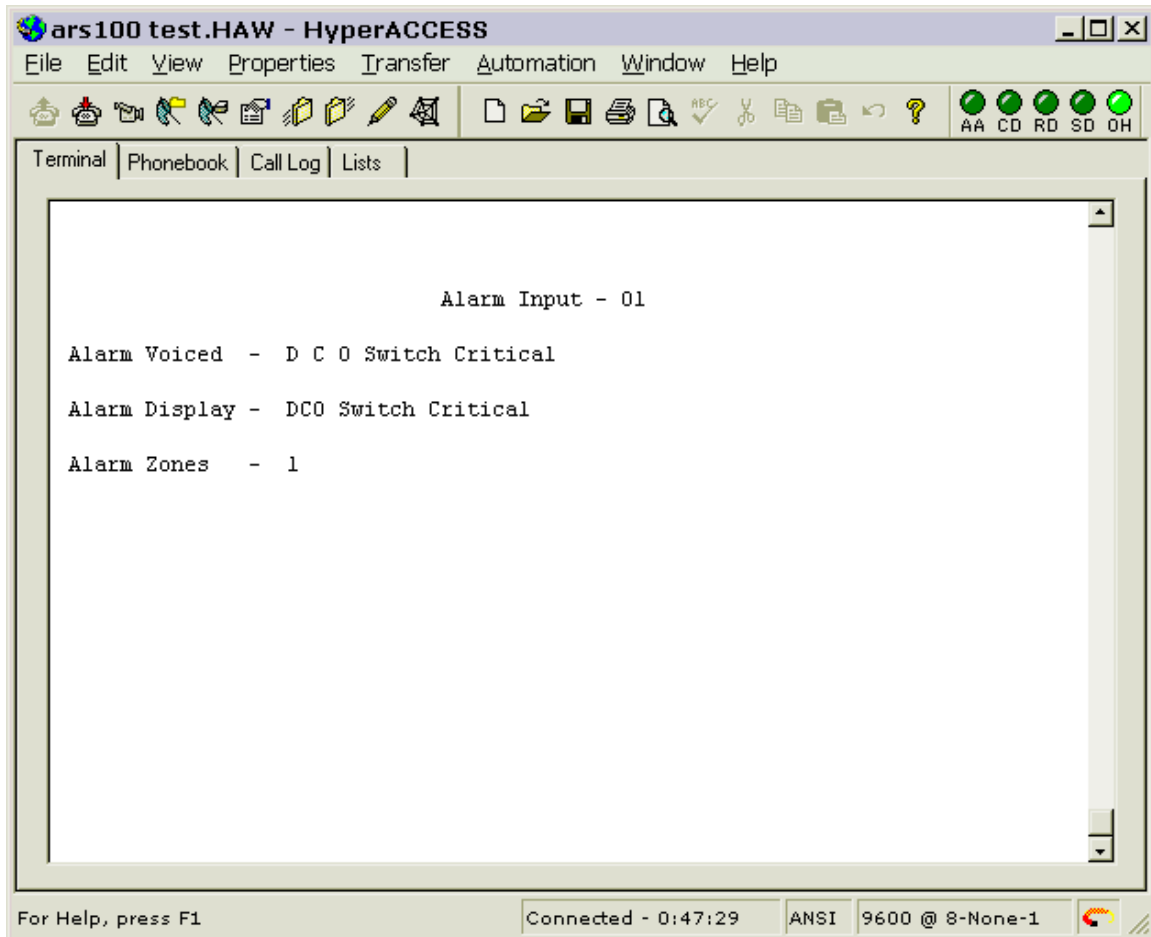 ars100 test.HAW - HyperACCESS
File Edit View Properties Transfer Automation Window Help
ABC
AA CD RD SD OH
Terminal Phonebook Call Log Lists
Alarm Input - 01
Alarm Voiced - D C O Switch Critical
Alarm Display - DCO Switch Critical
Alarm Zones - 1
For Help, press F1 Connected - 0:47:29 ANSI 9600 @ 8-None-1